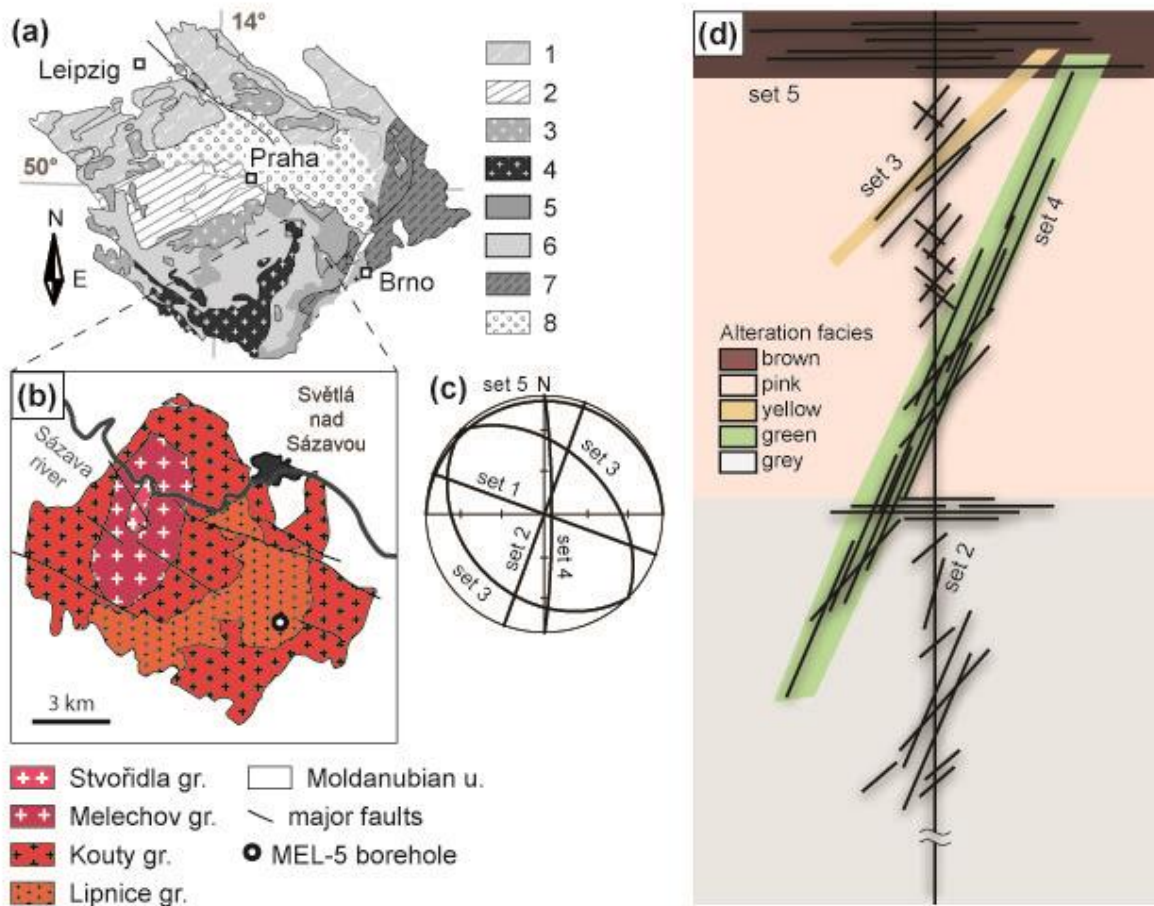 (a)
14°
Leipzig
50°
Praha
N
E
Brno
1
2
3
4
5
6
7
8
(b)
Světlá
nad
Sázavou
Sázava
river
3 km
Stvořidla gr.
Melechov gr.
Kouty gr.
Lipnice gr.
Moldanubian u.
major faults
MEL-5 borehole
(c)
set 5 N
set 3
set 1
set 2
set 4
set 3
(d)
set 5
set 3
set 4
Alteration facies
brown
pink
yellow
green
grey
set 2